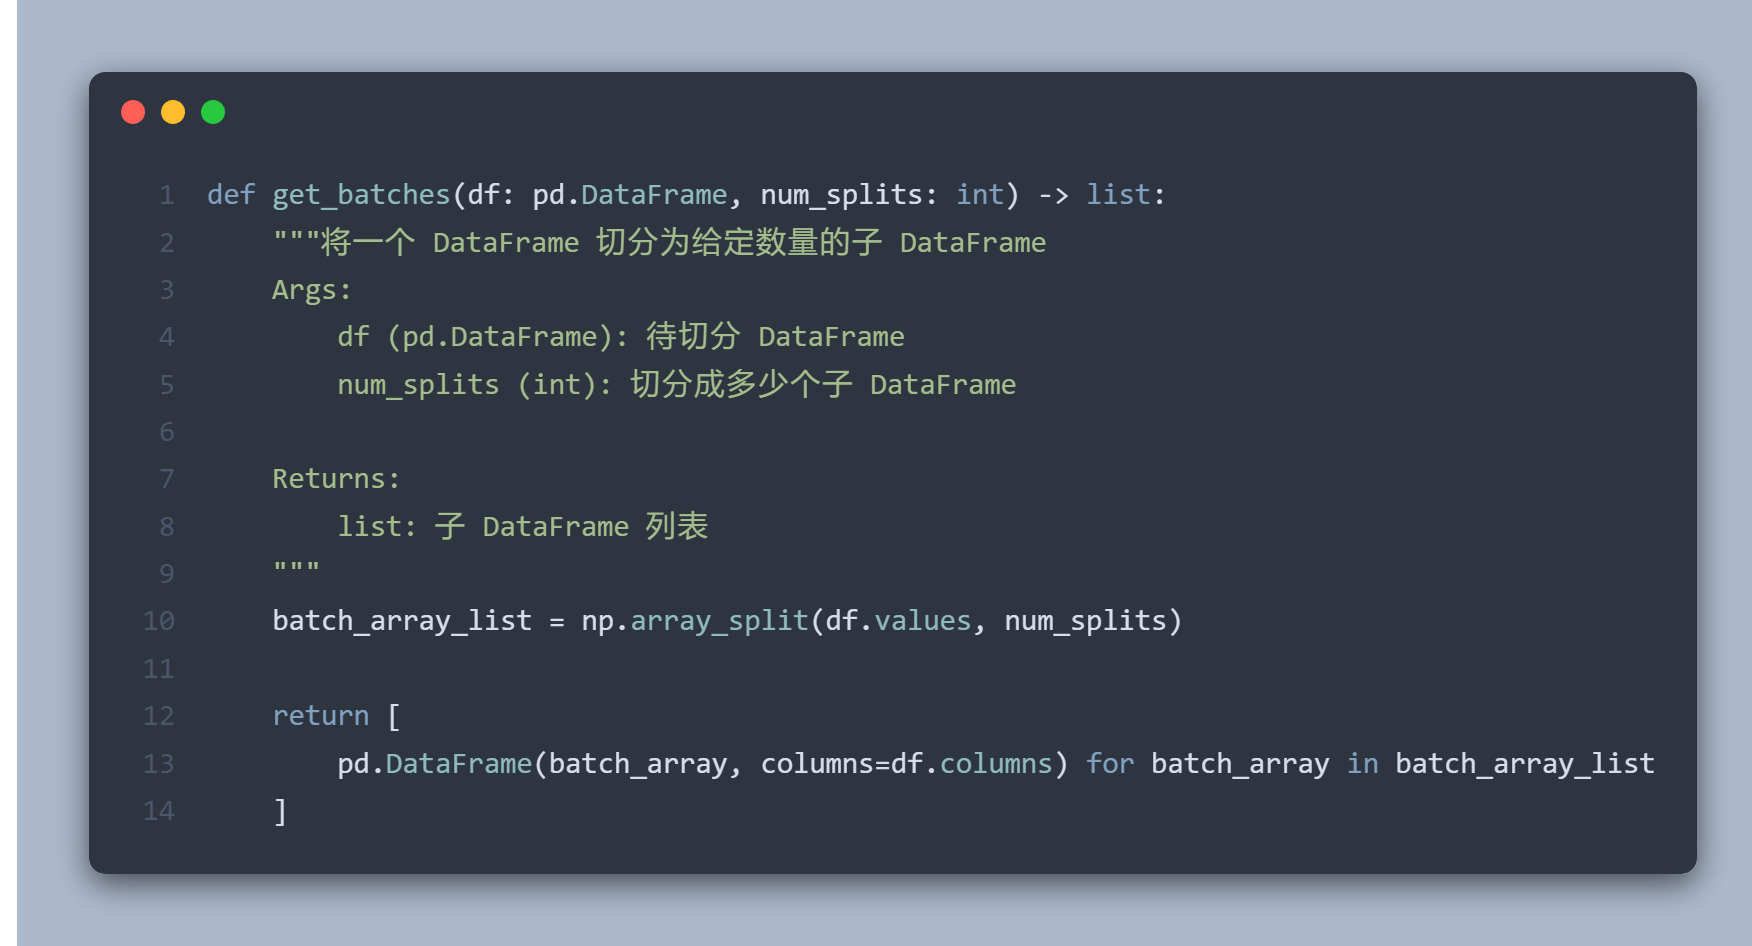 1 def get_batches(df: pd.DataFrame, num_splits: int) -> list:
2     """将一个 DataFrame 切分为给定数量的子 DataFrame
3     Args:
4         df (pd.DataFrame): 待切分 DataFrame
5         num_splits (int): 切分成多少个子 DataFrame
6
7     Returns:
8         list: 子 DataFrame 列表
9     """
10     batch_array_list = np.array_split(df.values, num_splits)
11
12     return [
13         pd.DataFrame(batch_array, columns=df.columns) for batch_array in batch_array_list
14     ]